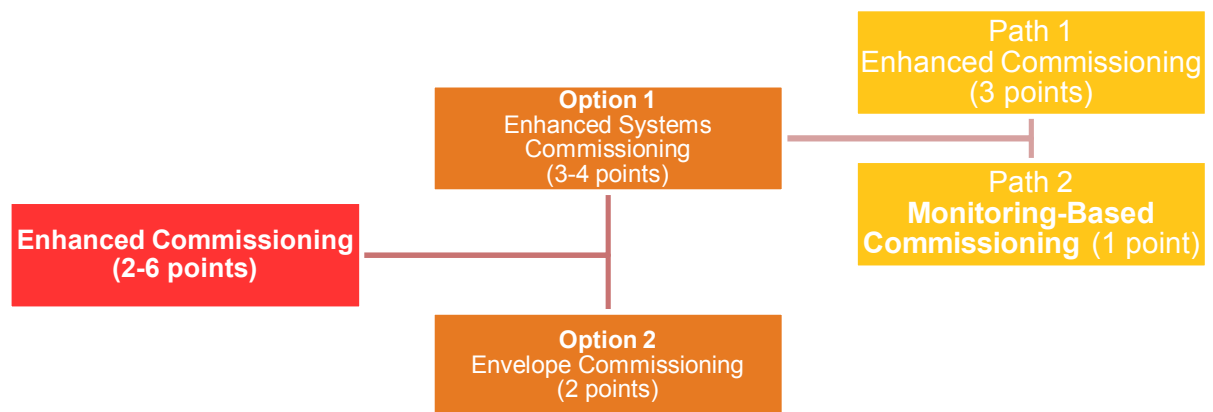 Path 1
Enhanced Commissioning
(3 points)
Option 1
Enhanced Systems
Commissioning
(3-4 points)
Path 2
Monitoring-Based
Commissioning (1 point)
Enhanced Commissioning
(2-6 points)
Option 2
Envelope Commissioning
(2 points)